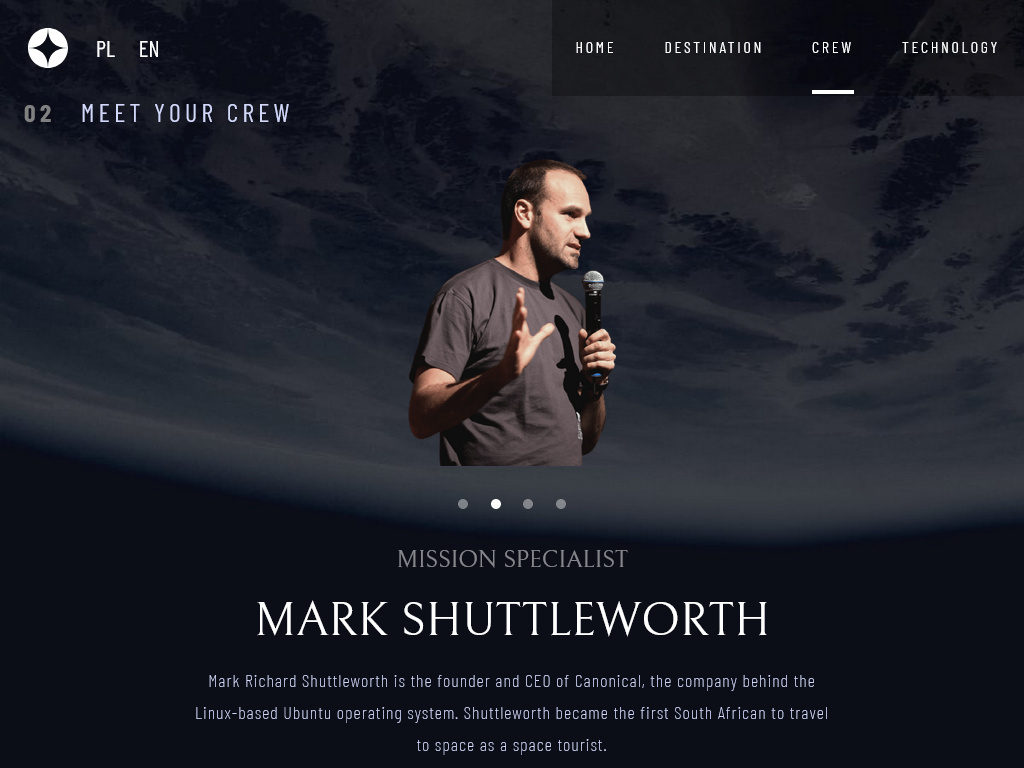 PL EN
HOME DESTINATION CREW TECHNOLOGY
02 MEET YOUR CREW
MISSION SPECIALIST
MARK SHUTTLEWORTH
Mark Richard Shuttleworth is the founder and CEO of Canonical, the company behind the
Linux-based Ubuntu operating system. Shuttleworth became the first South African to travel
to space as a space tourist.